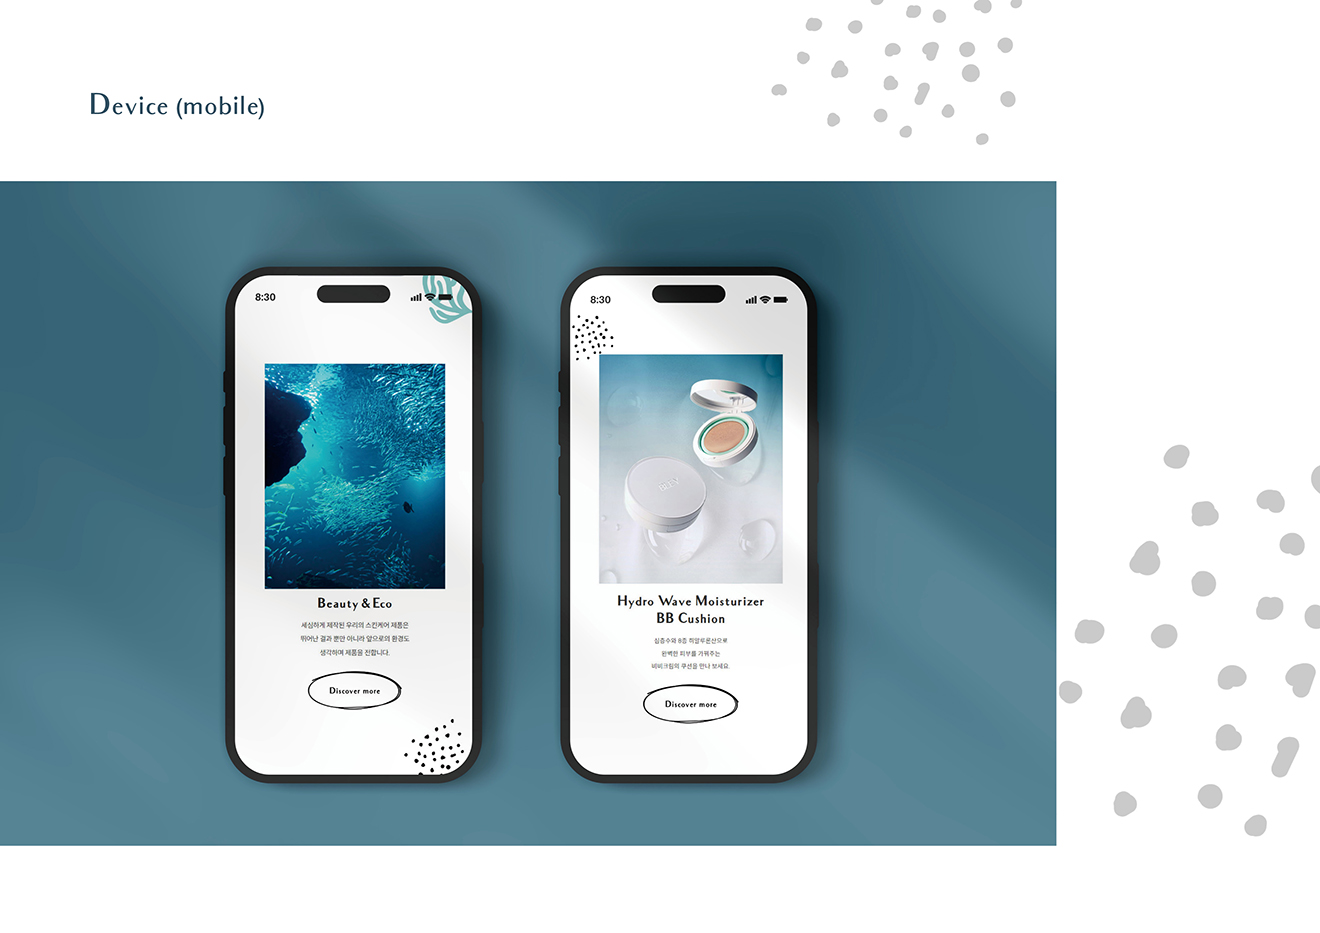 Device (mobile)
8:30
Beauty & Eco
세심하게 제작된 우리의 스킨케어 제품은
뛰어난 결과 뿐만 아니라 앞으로의 환경도
생각하며 제품을 전합니다.
Discover more
8:30
Hydro Wave Moisturizer
BB Cushion
심층수와 8중 히알루론산으로
완벽한 피부를 가꿔주는
비비크림의 쿠션을 만나 보세요.
Discover more